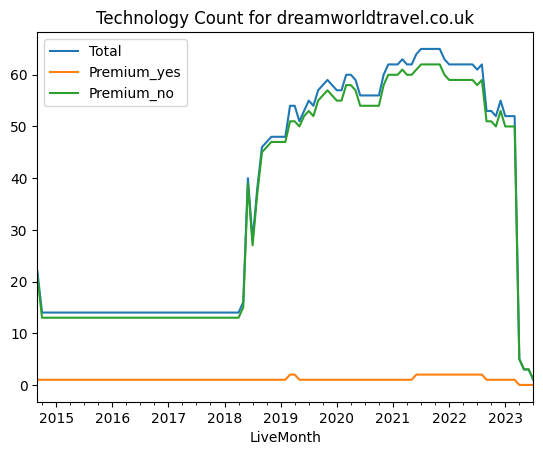 Technology Count for dreamworldtravel.co.uk
Total
Premium_yes
Premium_no
60
50
40
30
20
10
0
2015 2016 2017 2018 2019 2020 2021 2022 2023
LiveMonth